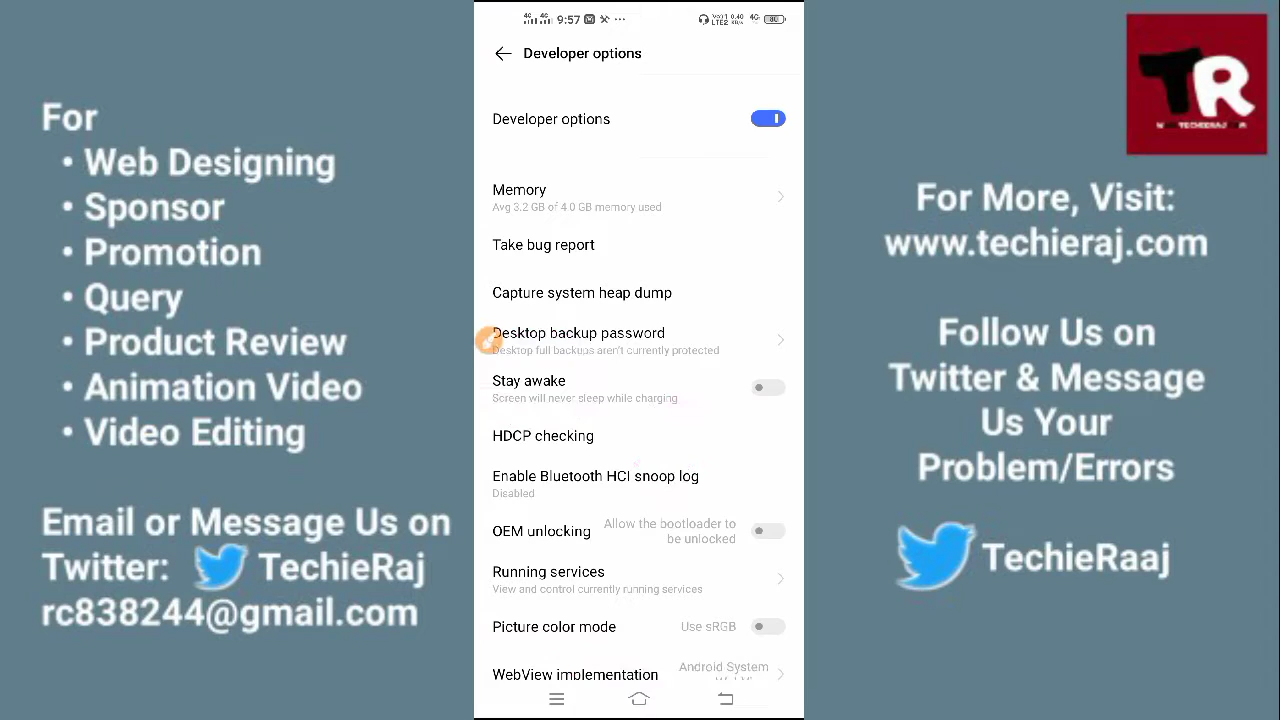 For
• Web Designing
• Sponsor
• Promotion
• Query
• Product Review
• Animation Video
• Video Editing
Email or Message Us on
Twitter: TechieRaj
rc838244@gmail.com
9:57
80
Developer options
Developer options
Memory
Avg 3.2 GB of 4.0 GB memory used
Take bug report
Capture system heap dump
Desktop backup password
Desktop full backups aren't currently protected
Stay awake
Screen will never sleep while charging
HDCP checking
Enable Bluetooth HCI snoop log
Disabled
OEM unlocking
Allow the bootloader to
be unlocked
Running services
View and control currently running services
Picture color mode
Use sRGB
WebView implementation
Android System
TR
For More, Visit:
www.techieraj.com
Follow Us on
Twitter & Message
Us Your
Problem/Errors
TechieRaaj